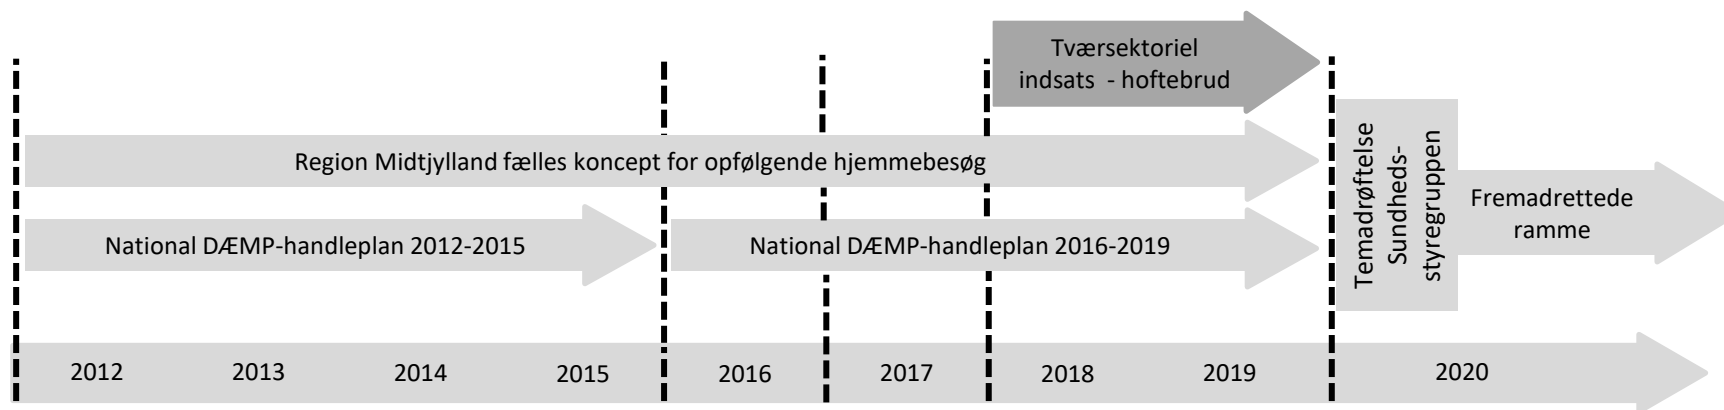 Tværsektoriel
indsats - hoftebrud
Region Midtjylland fælles koncept for opfølgende hjemmebesøg
National DÆMP-handleplan 2012-2015
National DÆMP-handleplan 2016-2019
Temadrøftelse
Sundheds-
styregruppen
Fremadrettede
ramme
2012
2013
2014
2015
2016
2017
2018
2019
2020